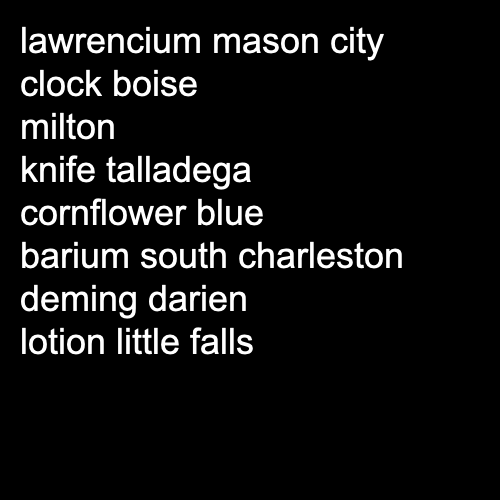 lawrencium mason city
clock boise
milton
knife talladega
cornflower blue
barium south charleston
deming darien
lotion little falls